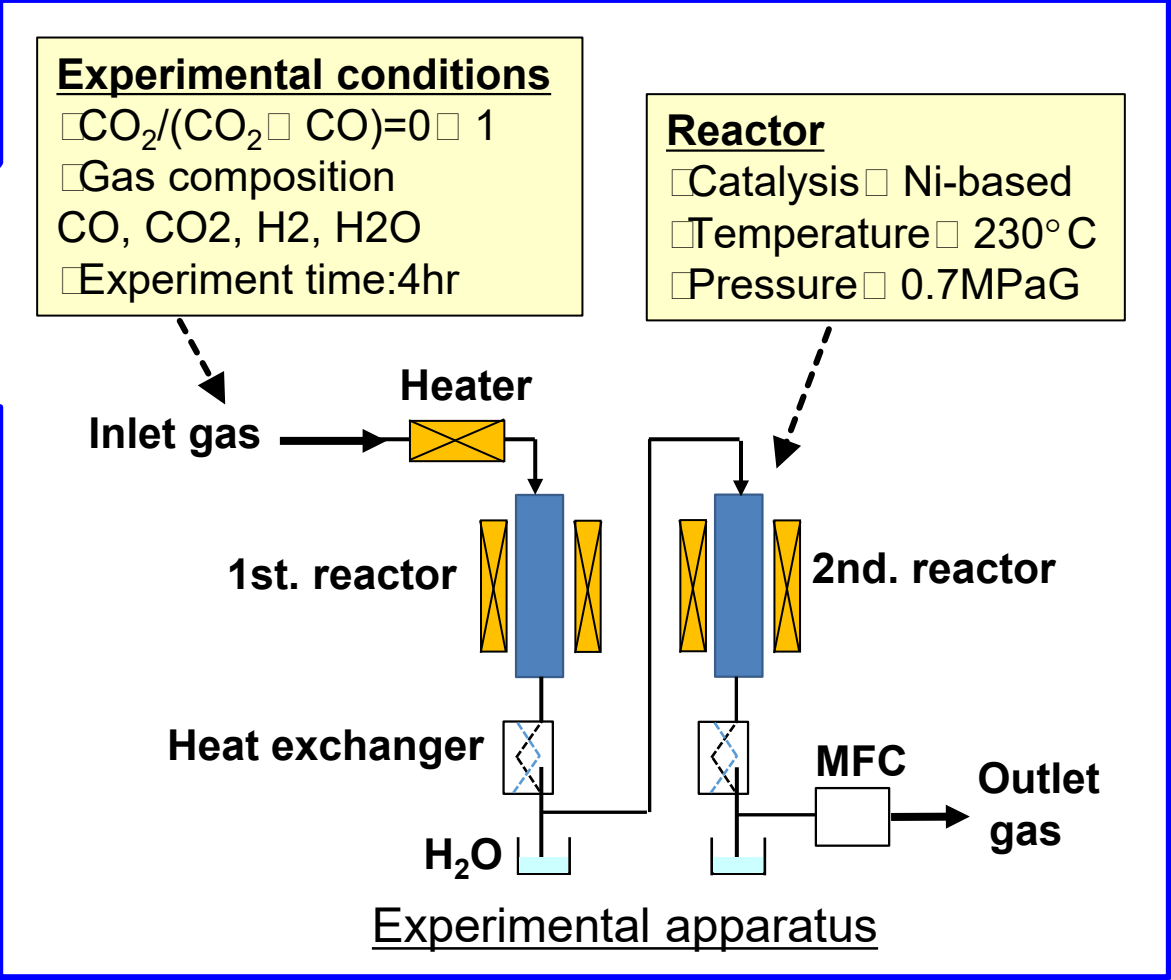 Experimental conditions
□CO₂/(CO₂□ CO)=0□ 1
□Gas composition
CO, CO2, H2, H2O
□Experiment time:4hr
Reactor
□Catalysis□ Ni-based
□Temperature□ 230°C
□Pressure□ 0.7MPaG
Heater
Inlet gas
1st. reactor
2nd. reactor
Heat exchanger
MFC
Outlet
gas
H₂O
Experimental apparatus